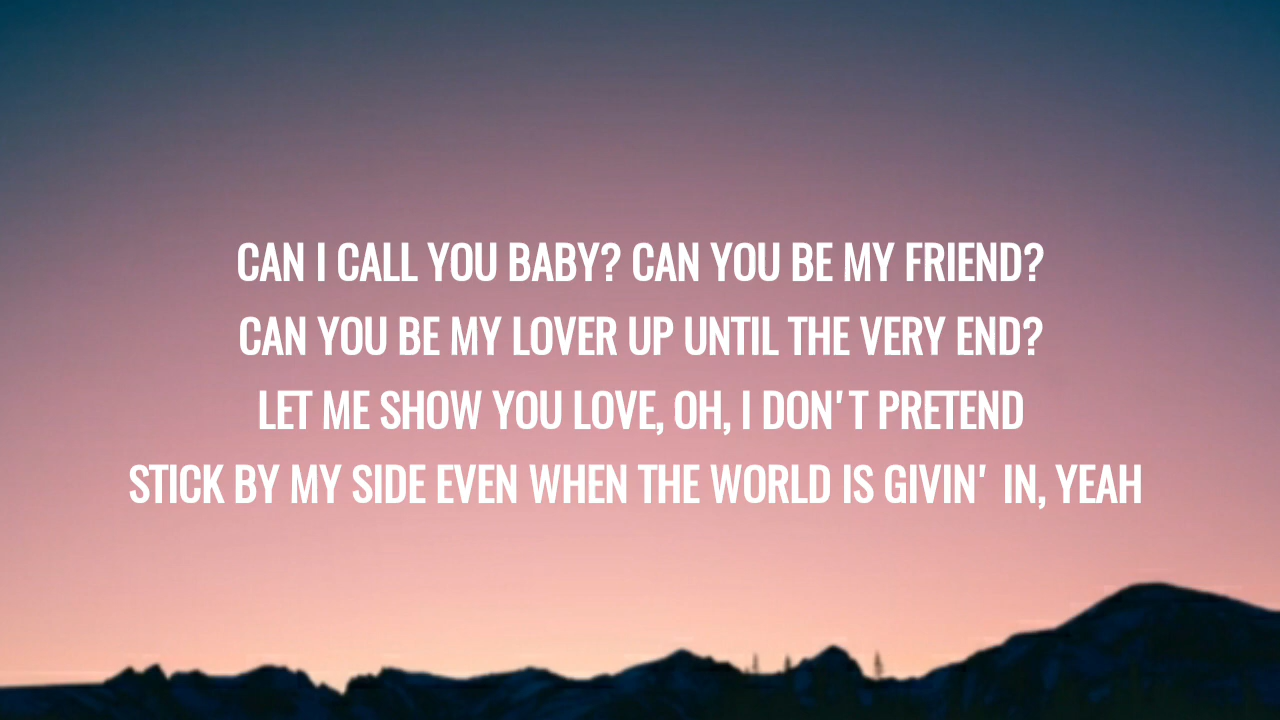 CAN I CALL YOU BABY? CAN YOU BE MY FRIEND?
CAN YOU BE MY LOVER UP UNTIL THE VERY END?
LET ME SHOW YOU LOVE, OH, I DON'T PRETEND
STICK BY MY SIDE EVEN WHEN THE WORLD IS GIVIN' IN, YEAH